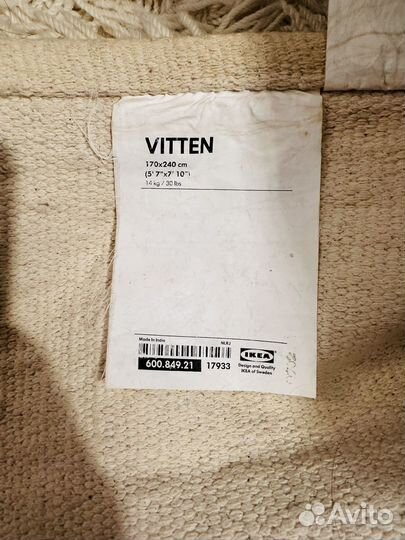 VITTEN
170x240 cm
(5' 7"x7' 10")
14 kg / 30 lbs
Made in India NLRJ
600.849.21 17933
IKEA
Design and Quality
IKEA of Sweden
Avito